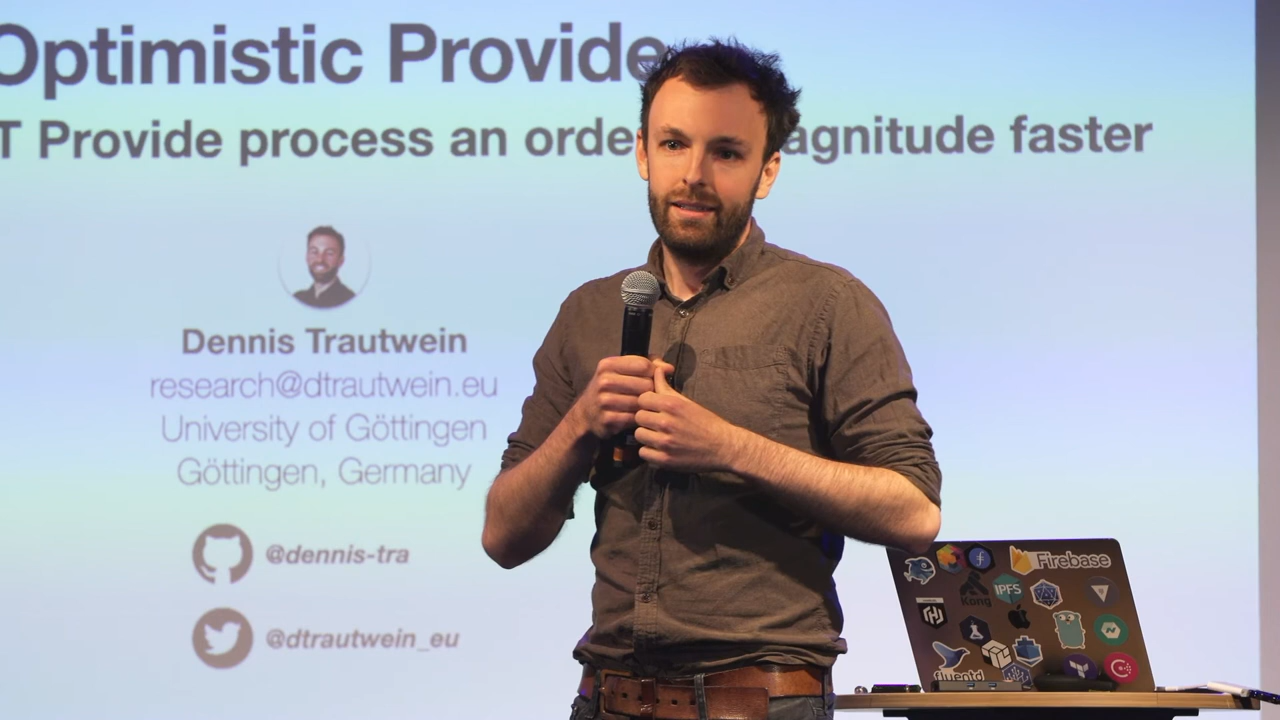 Optimistic Provide
T Provide process an orde agnitude faster
Dennis Trautwein
research@dtrautwein.eu
University of Göttingen
Göttingen, Germany
@dennis-tra
@dtrautwein_eu
Firebase
Kong
IPFS
fluentd